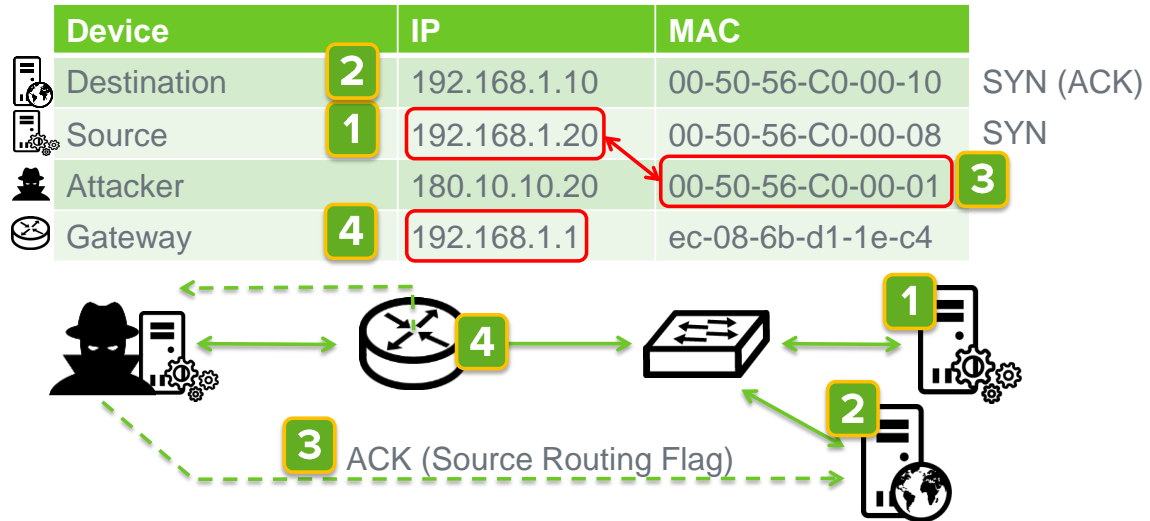 Device IP MAC
2 Destination 192.168.1.10 00-50-56-C0-00-10 SYN (ACK)
1 Source 192.168.1.20 00-50-56-C0-00-08 SYN
Attacker 180.10.10.20 00-50-56-C0-00-01 3
Gateway 4 192.168.1.1 ec-08-6b-d1-1e-c4
1
4
2
3 ACK (Source Routing Flag)